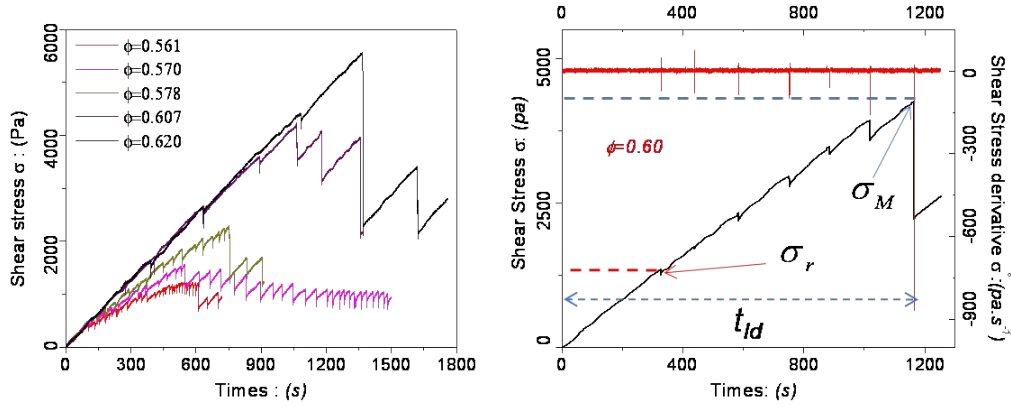 6000
4000
2000
0
Shear stress σ : (Pa)
ϕ=0.561
ϕ=0.570
ϕ=0.578
ϕ=0.607
ϕ=0.620
0 300 600 900 1200 1500 1800
Times : (s)
0 400 800 1200
5000
2500
0
Shear Stress σ: (pa)
ϕ=0.60
σM
σr
tld
0
-300
-600
-900
Shear Stress derivative σ°:(pa.s⁻¹)
0 400 800 1200
Times: (s)